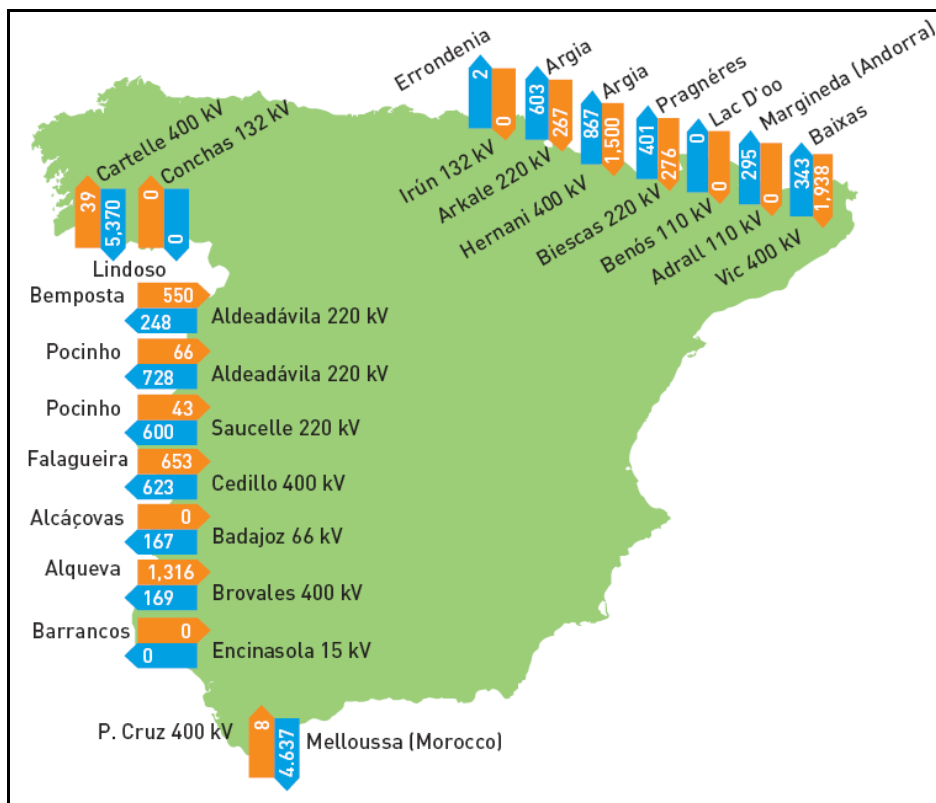 Errondenia
2
0
Irún 132 kV
Argia
603
267
Arkale 220 kV
Argia
867
1,500
Hernani 400 kV
Pragnéres
401
276
Biescas 220 kV
Lac D'oo
0
0
Benós 110 kV
Margineda (Andorra)
295
0
Adrall 110 kV
Baixas
343
1,938
Vic 400 kV
Cartelle 400 kV
39
5,370
Conchas 132 kV
0
0
Lindoso
Bemposta
550
248
Aldeadávila 220 kV
Pocinho
66
728
Aldeadávila 220 kV
Pocinho
43
600
Saucelle 220 kV
Falagueira
653
623
Cedillo 400 kV
Alcáçovas
0
167
Badajoz 66 kV
Alqueva
1,316
169
Brovales 400 kV
Barrancos
0
0
Encinasola 15 kV
P. Cruz 400 kV
8
4.637
Melloussa (Morocco)